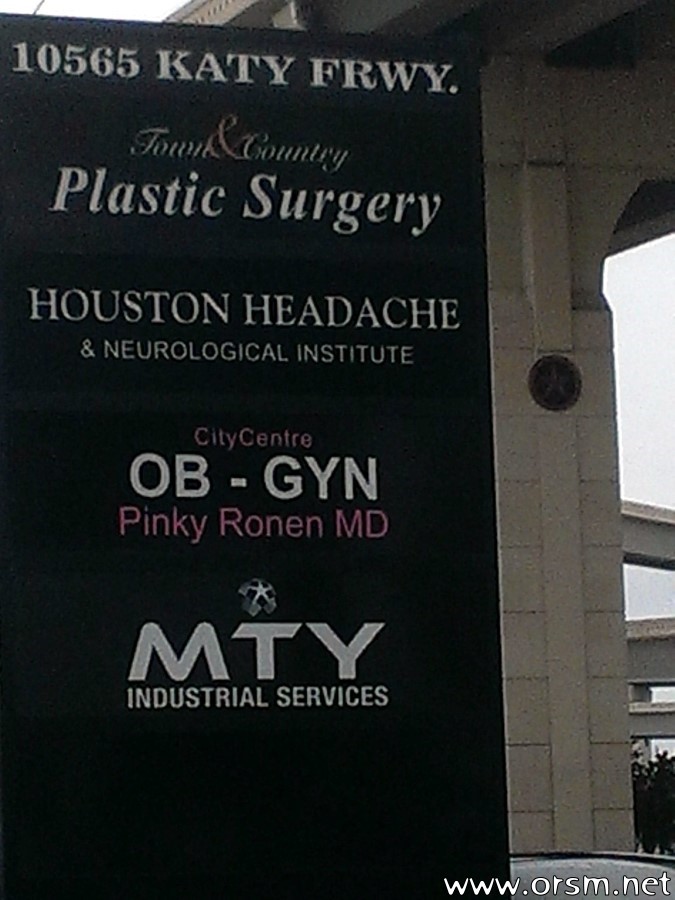 10565 KATY FRWY.
Town & Country
Plastic Surgery
HOUSTON HEADACHE
& NEUROLOGICAL INSTITUTE
CityCentre
OB - GYN
Pinky Ronen MD
MTY
INDUSTRIAL SERVICES
www.orsm.net